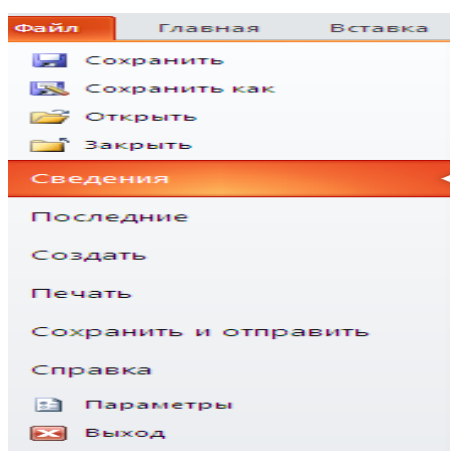 Файл Главная Вставка
Сохранить
Сохранить как
Открыть
Закрыть
Сведения
Последние
Создать
Печать
Сохранить и отправить
Справка
Параметры
Выход